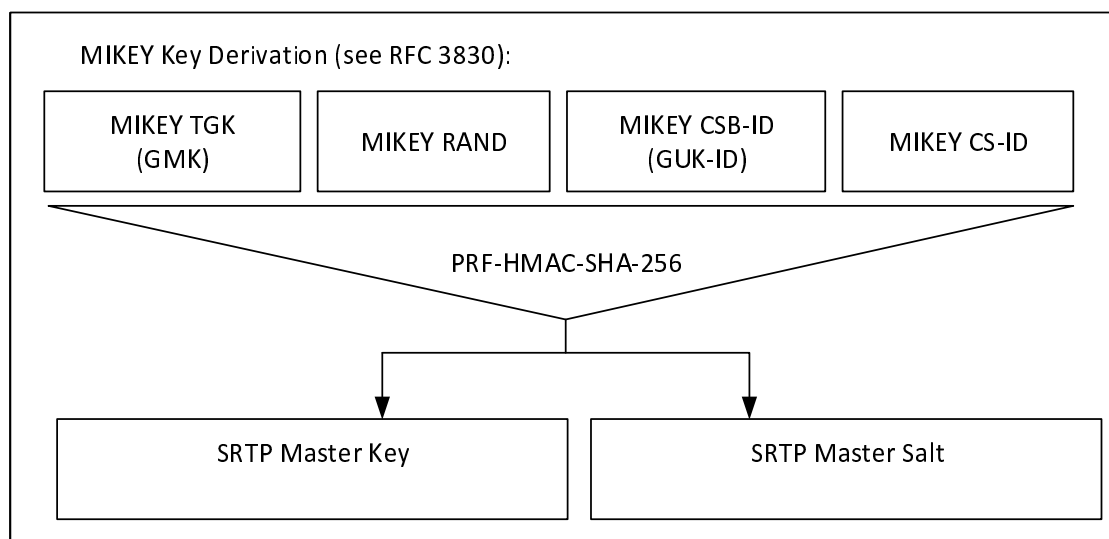 MIKEY Key Derivation (see RFC 3830):
MIKEY TGK
(GMK)
MIKEY RAND
MIKEY CSB-ID
(GUK-ID)
MIKEY CS-ID
PRF-HMAC-SHA-256
SRTP Master Key
SRTP Master Salt